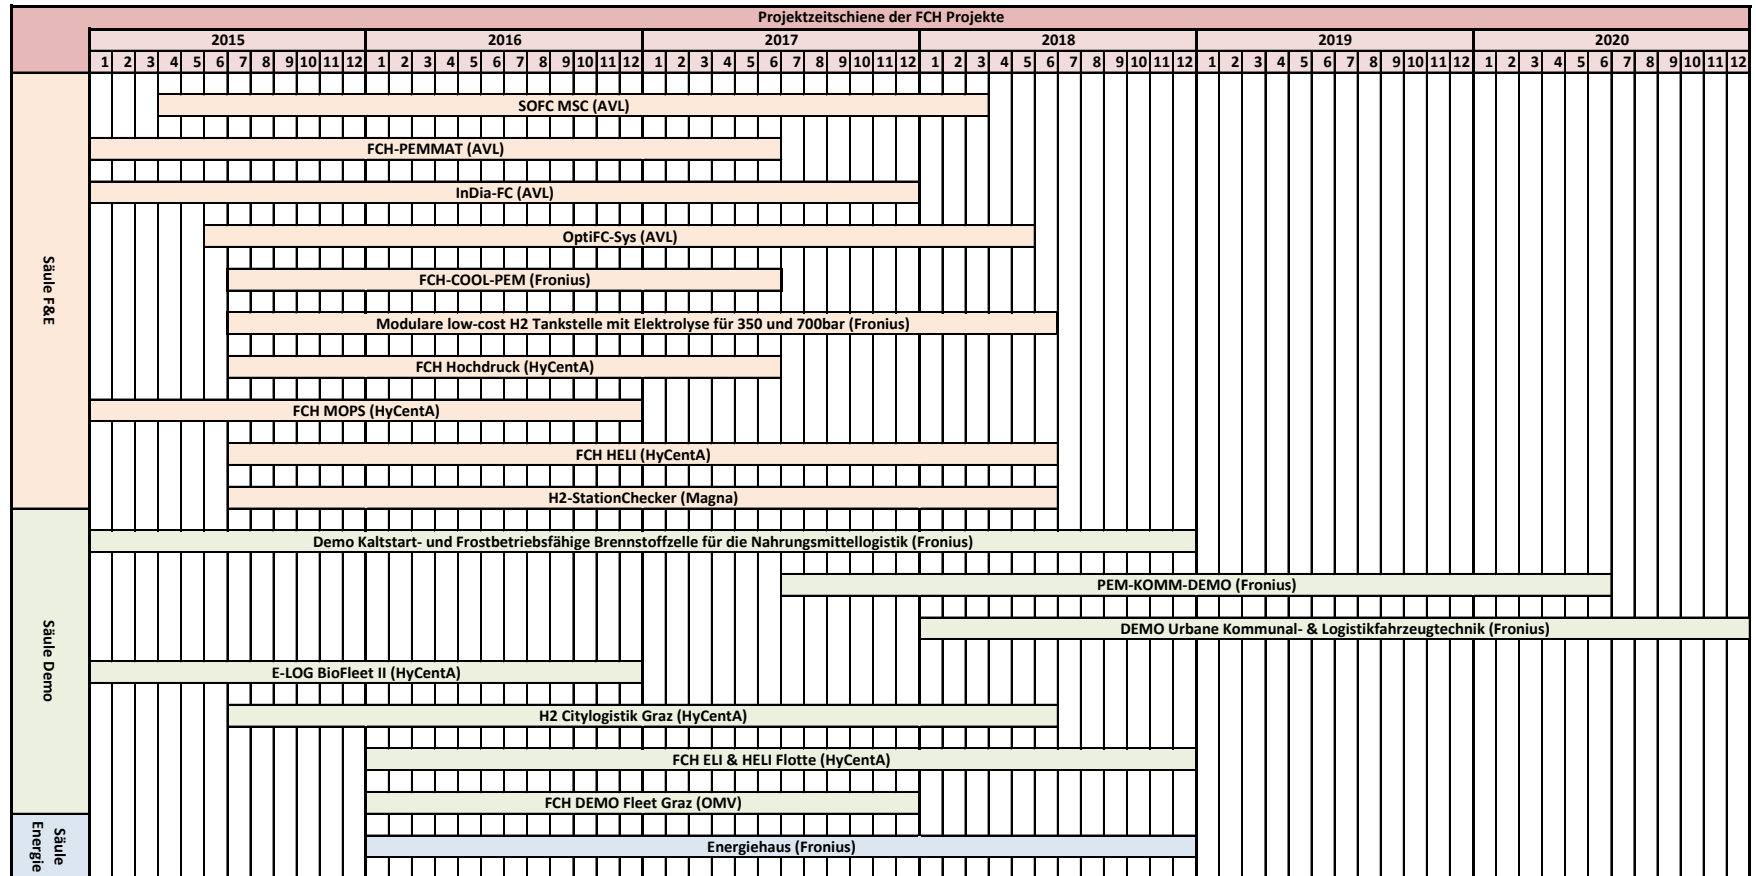 Projektzeitschiene der FCH Projekte
2015 2016 2017 2018 2019 2020
1 2 3 4 5 6 7 8 9 10 11 12 1 2 3 4 5 6 7 8 9 10 11 12 1 2 3 4 5 6 7 8 9 10 11 12 1 2 3 4 5 6 7 8 9 10 11 12 1 2 3 4 5 6 7 8 9 10 11 12 1 2 3 4 5 6 7 8 9 10 11 12
Säule F&E
SOFC MSC (AVL)
FCH-PEMMAT (AVL)
InDia-FC (AVL)
OptiFC-Sys (AVL)
FCH-COOL-PEM (Fronius)
Modulare low-cost H2 Tankstelle mit Elektrolyse für 350 und 700bar (Fronius)
FCH Hochdruck (HyCentA)
FCH MOPS (HyCentA)
FCH HELI (HyCentA)
H2-StationChecker (Magna)
Säule Demo
Demo Kaltstart- und Frostbetriebsfähige Brennstoffzelle für die Nahrungsmittellogistik (Fronius)
PEM-KOMM-DEMO (Fronius)
DEMO Urbane Kommunal- & Logistikfahrzeugtechnik (Fronius)
E-LOG BioFleet II (HyCentA)
H2 Citylogistik Graz (HyCentA)
FCH ELI & HELI Flotte (HyCentA)
FCH DEMO Fleet Graz (OMV)
Säule
Energie
Energiehaus (Fronius)